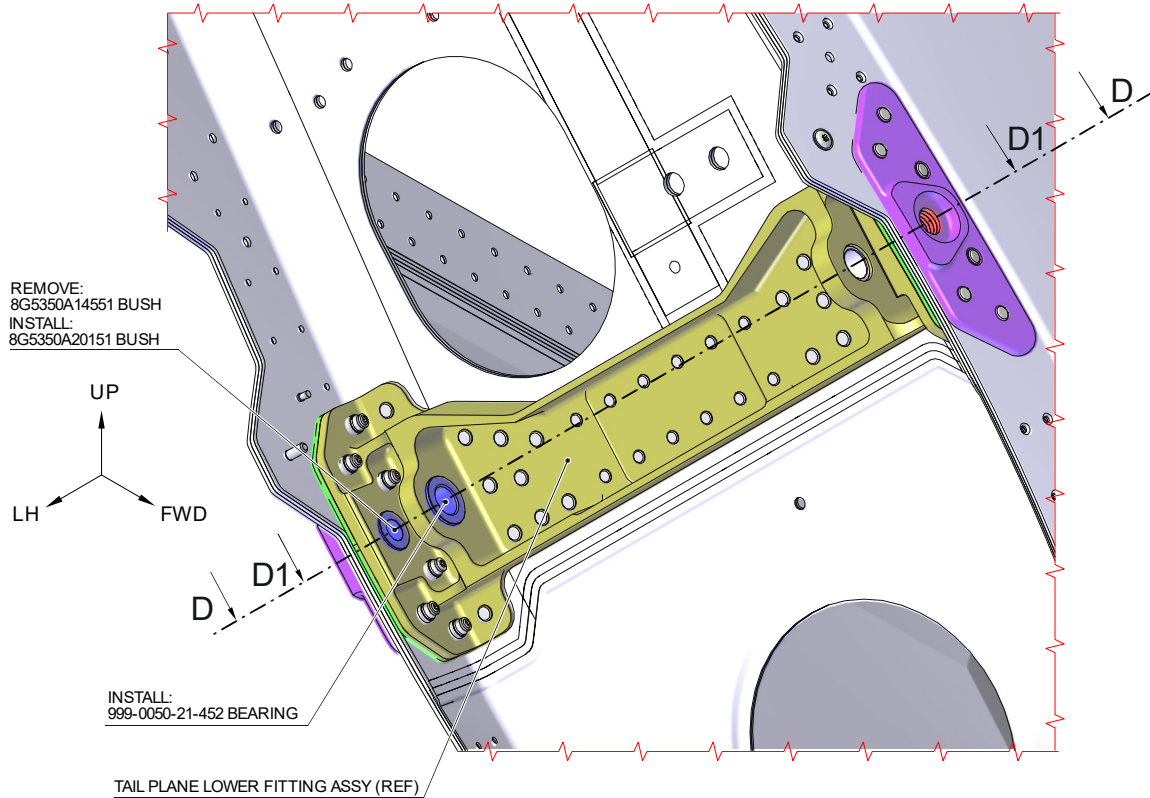 D
D1
REMOVE:
8G5350A14551 BUSH
INSTALL:
8G5350A20151 BUSH
UP
LH
FWD
D1
D
INSTALL:
999-0050-21-452 BEARING
TAIL PLANE LOWER FITTING ASSY (REF)